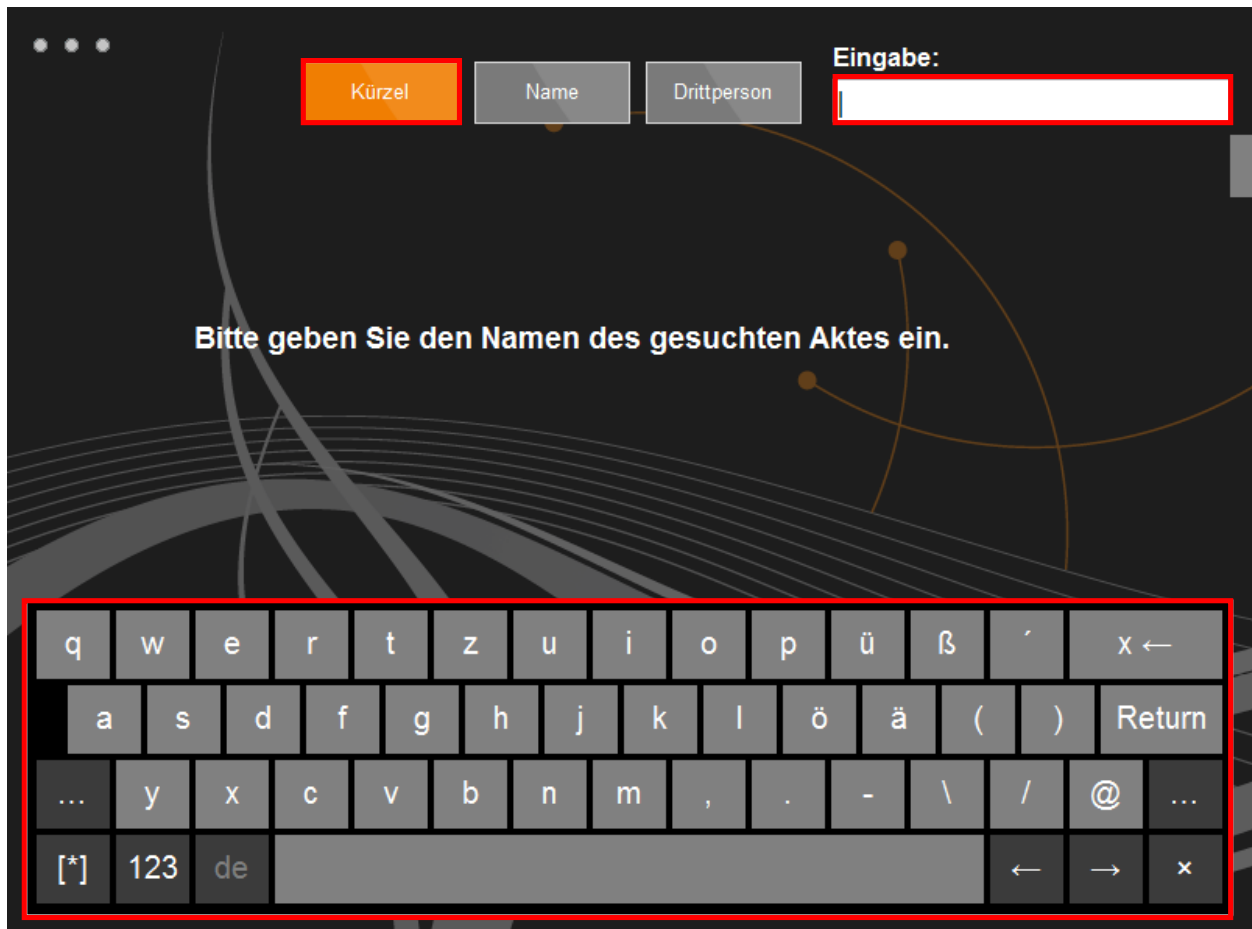 Eingabe:
Kürzel Name Drittperson
Bitte geben Sie den Namen des gesuchten Aktes ein.
q w e r t z u i o p ü ß ´ x ←
a s d f g h j k l ö ä ( ) Return
... y x c v b n m , . - \ / @ ...
[*] 123 de ← → ×